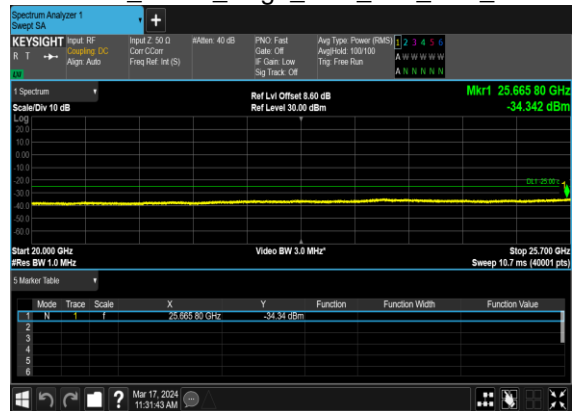 Spectrum Analyzer 1
Swept SA
+
KEYSIGHT Input: RF Input Z: 50 Ω #Atten: 40 dB PNO: Fast Avg Type: Power (RMS) 1 2 3 4 5 6
R T Coupling: DC Corr CCorr Gate: Off Avg|Hold: 100/100 A W W W W W
Align: Auto Freq Ref: Int (S) IF Gain: Low Trig: Free Run
Sig Track: Off A N N N N N
1 Spectrum
Scale/Div 10 dB
Ref Lvl Offset 8.60 dB
Ref Level 30.00 dBm
Mkr1 25.665 80 GHz
-34.342 dBm
Log
20.0
10.0
0.00
-10.0
-20.0
-30.0
-40.0
-50.0
-60.0
1
Start 20.000 GHz Video BW 3.0 MHz* Stop 25.700 GHz
#Res BW 1.0 MHz Sweep 10.7 ms (40001 pts)
5 Marker Table
Mode Trace Scale X Y Function Function Width Function Value
1 N 1 f 25.665 80 GHz -34.34 dBm
2
3
4
5
6
?
Mar 17, 2024
11:31:43 AM